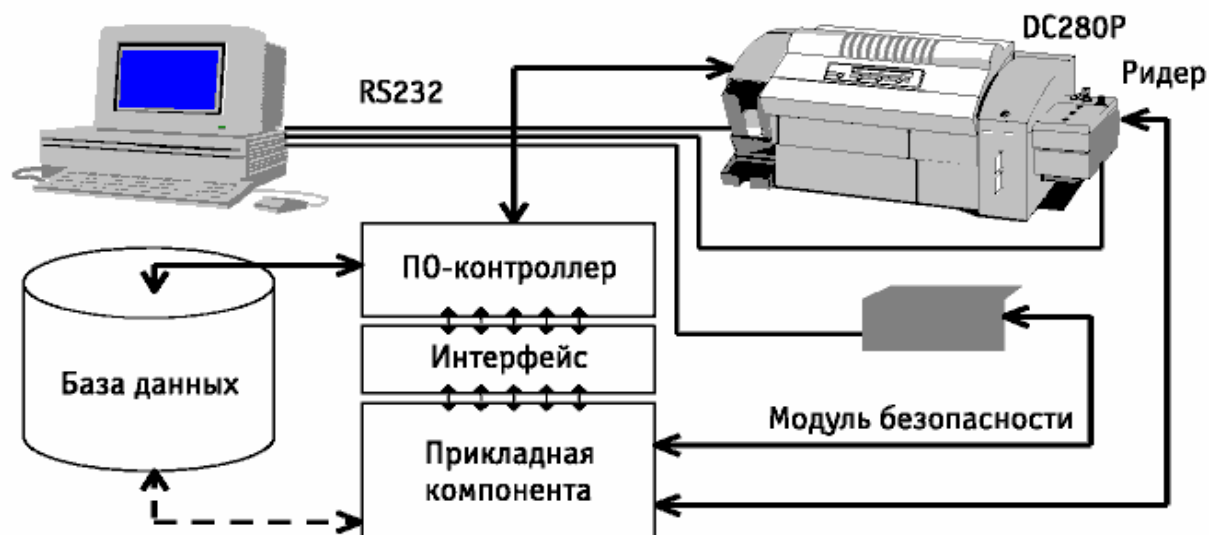 DC280P
Ридер
RS232
ПО-контроллер
Интерфейс
База данных
Модуль безопасности
Прикладная
компонента